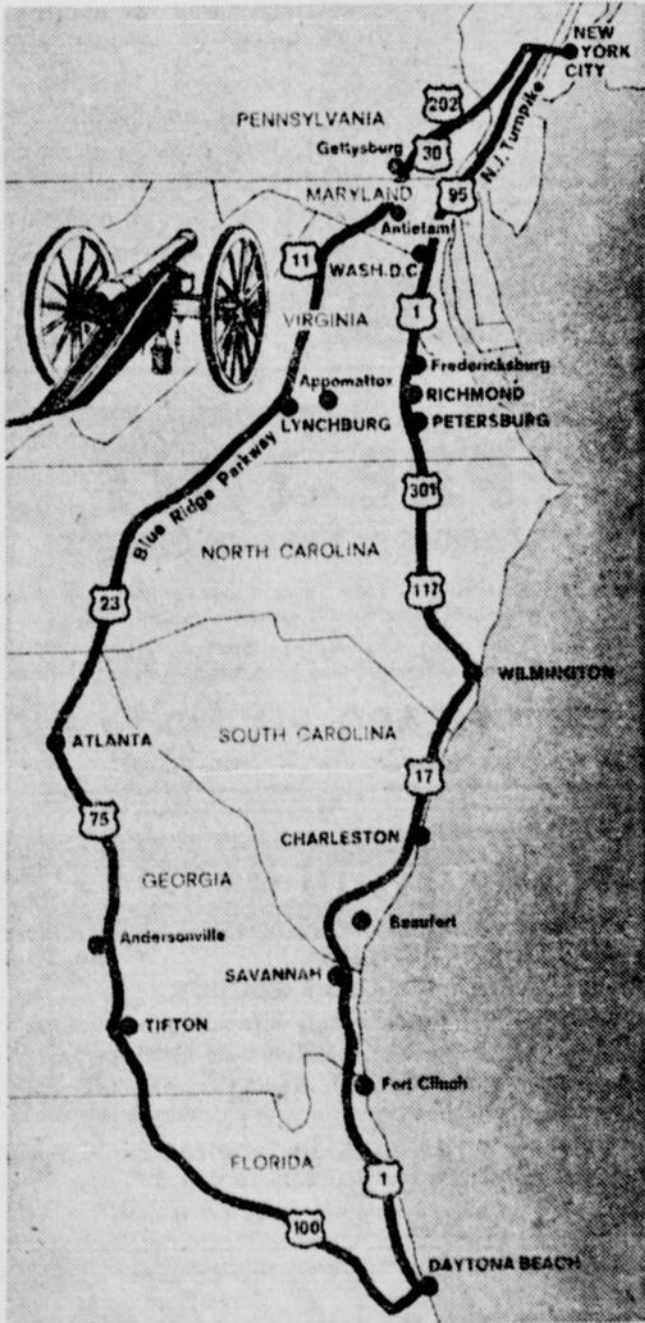 NEW
YORK
CITY
202
PENNSYLVANIA
Gettysburg
30
N.J. Turnpike
MARYLAND
95
Antietam
11
WASH. D.C.
VIRGINIA
1
Fredericksburg
Appomattox
RICHMOND
LYNCHBURG
PETERSBURG
Blue Ridge Parkway
301
NORTH CAROLINA
23
117
WILMINGTON
ATLANTA
SOUTH CAROLINA
17
75
CHARLESTON
GEORGIA
Beaufort
Andersonville
SAVANNAH
TIFTON
Fort Clinch
FLORIDA
1
100
DAYTONA BEACH